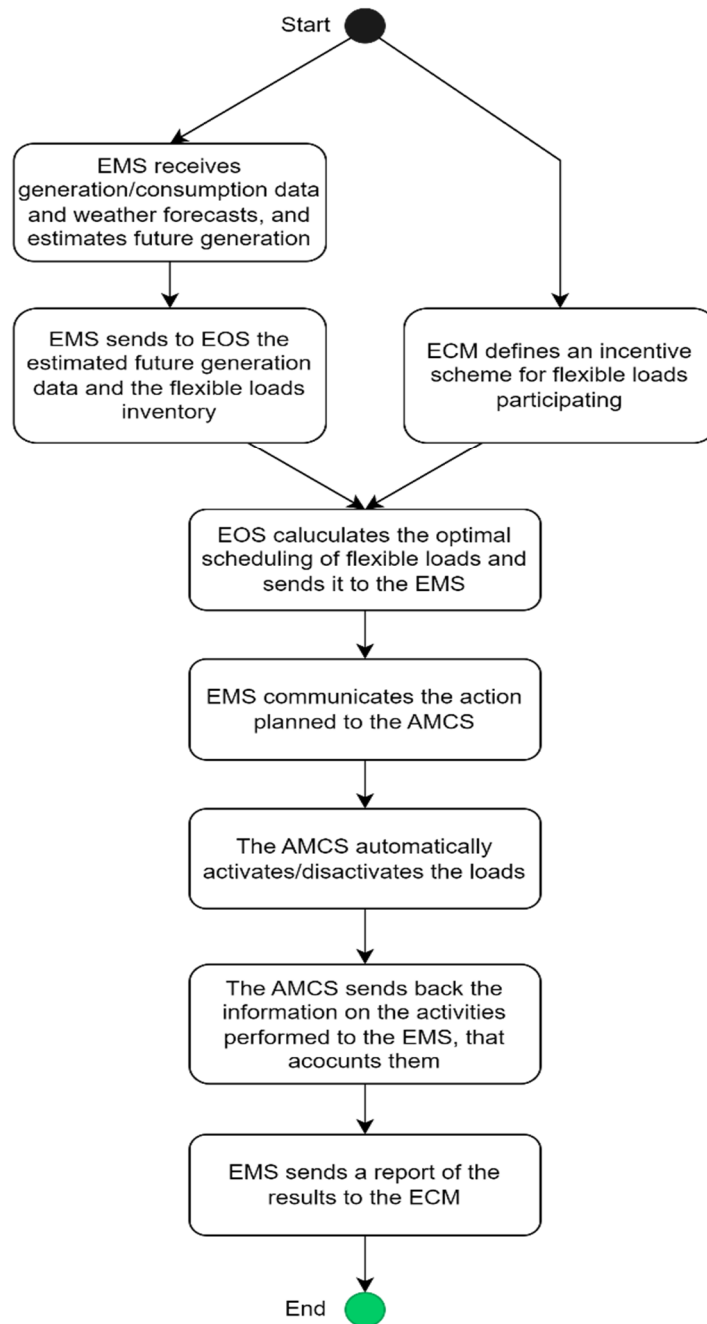 Start
EMS receives
generation/consumption data
and weather forecasts, and
estimates future generation
EMS sends to EOS the
estimated future generation
data and the flexible loads
inventory
ECM defines an incentive
scheme for flexible loads
participating
EOS caluculates the optimal
scheduling of flexible loads and
sends it to the EMS
EMS communicates the action
planned to the AMCS
The AMCS automatically
activates/disactivates the loads
The AMCS sends back the
information on the activities
performed to the EMS, that
acocunts them
EMS sends a report of the
results to the ECM
End